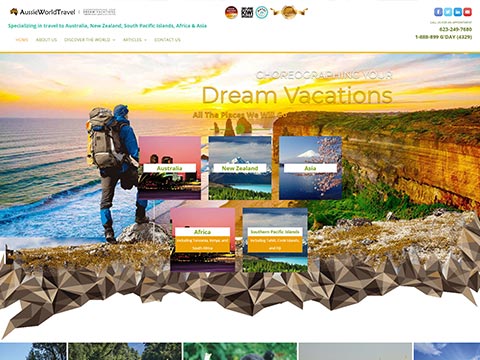 AussieWorldTravel
Specializing in travel to Australia, New Zealand, South Pacific Islands, Africa & Asia
CALL US FOR AN APPOINTMENT
623-249-7680
1-888-899 G'DAY (4329)
HOME ABOUT US DISCOVER THE WORLD ARTICLES CONTACT US
CHOREOGRAPHING YOUR
Dream Vacations
All The Places We Will Go
Australia
New Zealand
Asia
Africa
Including Tanzania, Kenya, and
South Africa
Southern Pacific Islands
Including Tahiti, Cook Islands,
and Fiji